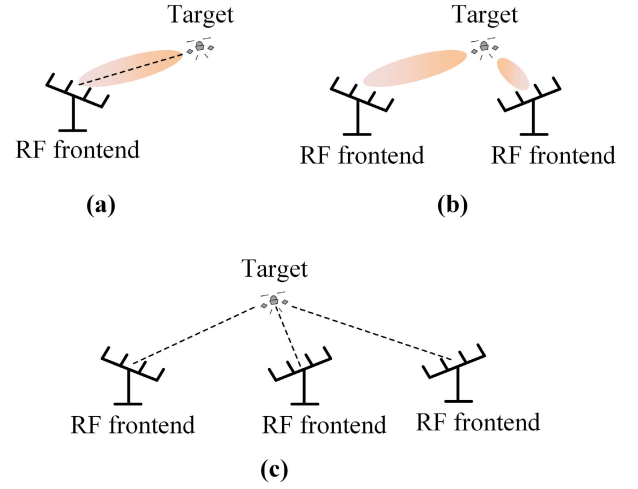 Target
RF frontend
(a)
Target
RF frontend
RF frontend
(b)
Target
RF frontend
RF frontend
RF frontend
(c)